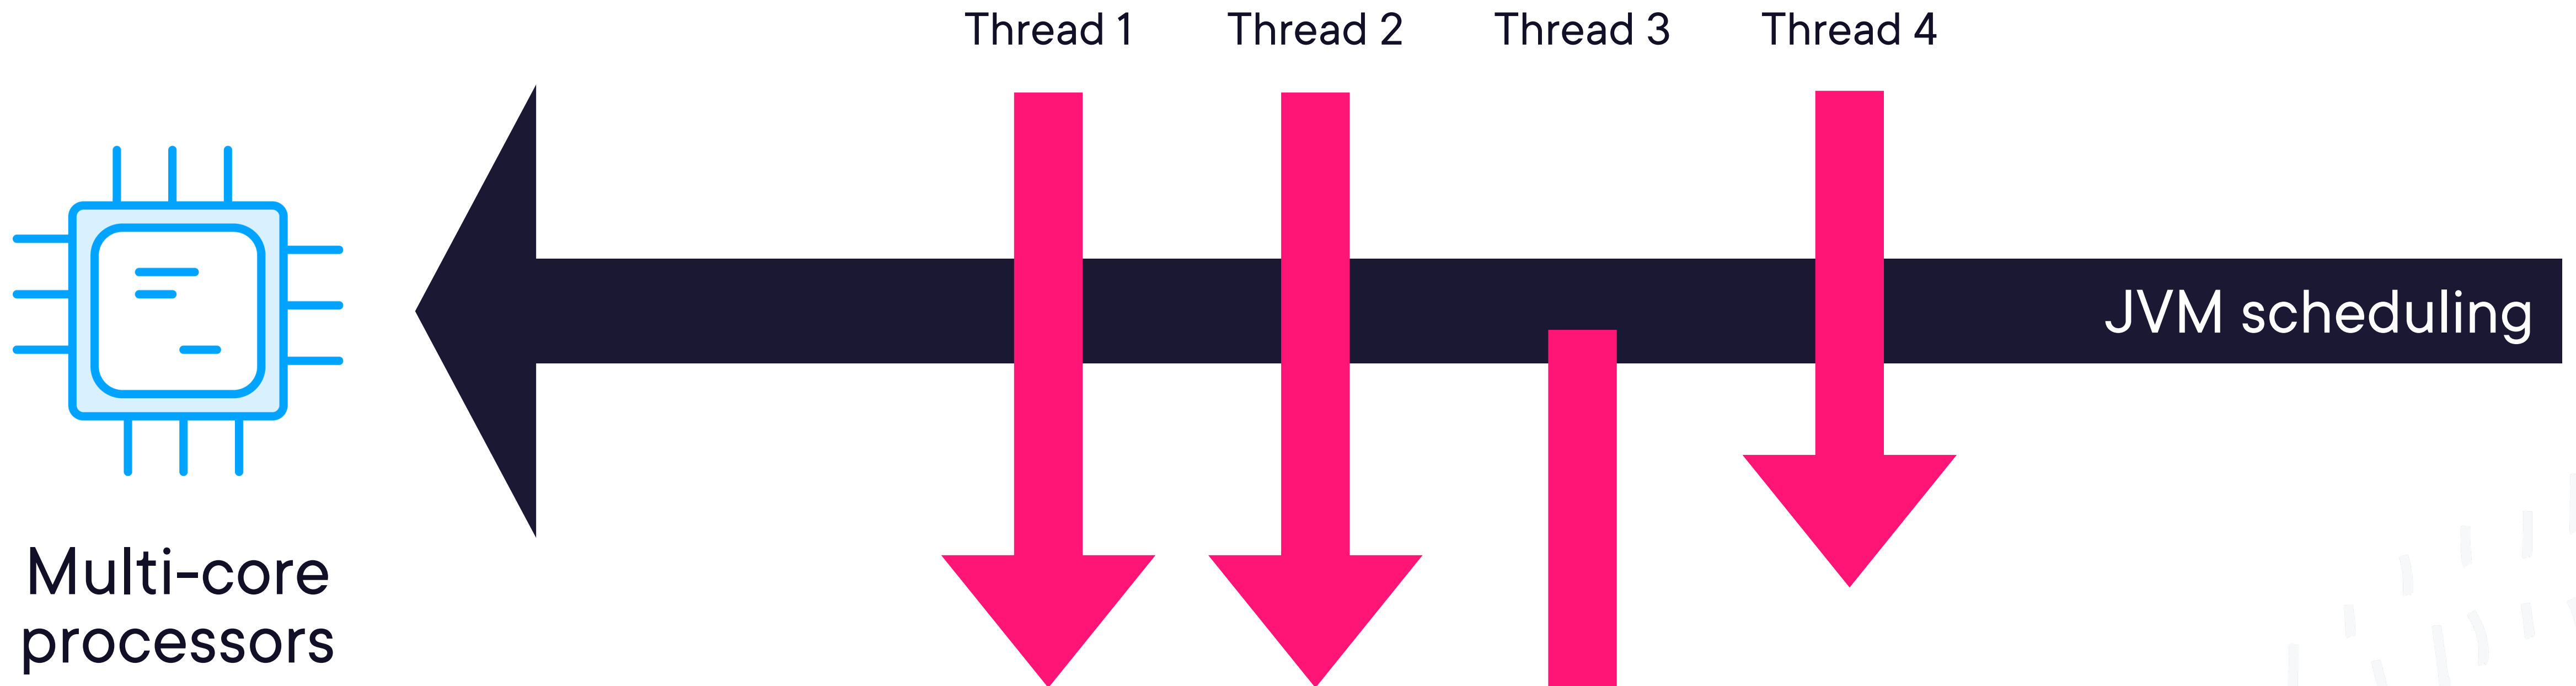 Thread 1
Thread 2
Thread 3
Thread 4
JVM scheduling
Multi-core
processors